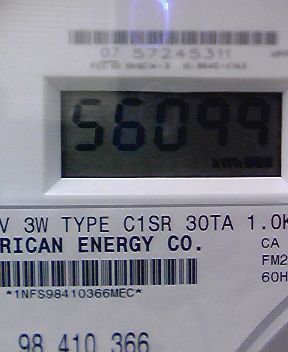 07 57245311
56099
kWh
V 3W TYPE C1SR 30TA 1.0K
RICAN ENERGY CO.
CA
FM2
60H
*1NFS98410366MEC*
98 410 366